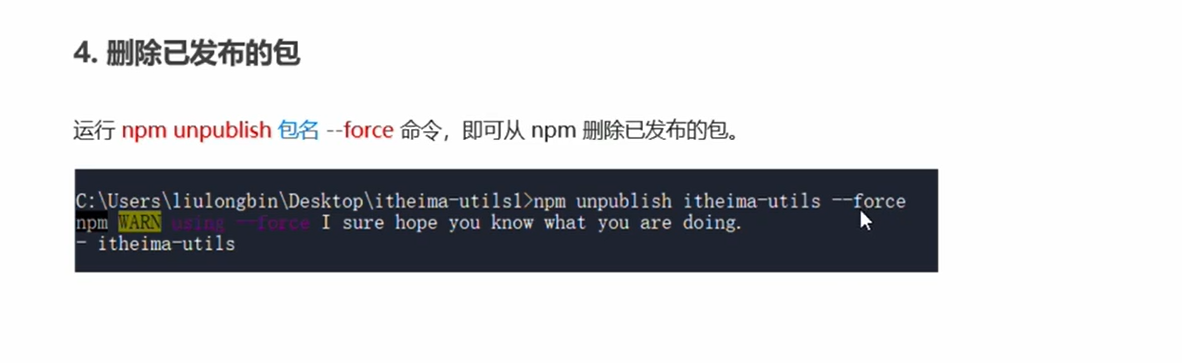 4. 删除已发布的包
运行 npm unpublish 包名 --force 命令，即可从 npm 删除已发布的包。
C:\Users\liulongbin\Desktop\itheima-utilsl>npm unpublish itheima-utils --force
npm WARN using --force I sure hope you know what you are doing.
- itheima-utils